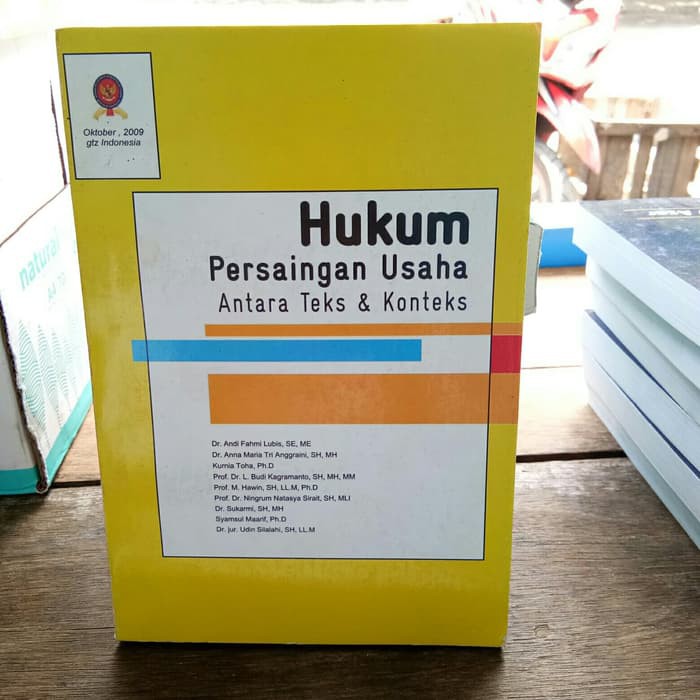 Oktober , 2009
gtz Indonesia
Hukum
Persaingan Usaha
Antara Teks & Konteks
Dr. Andi Fahmi Lubis, SE, ME
Dr. Anna Maria Tri Anggraini, SH, MH
Kurnia Toha, Ph.D
Prof. Dr. L. Budi Kagramanto, SH, MH, MM
Prof. M. Hawin, SH, LL.M, Ph.D
Prof. Dr. Ningrum Natasya Sirait, SH, MLI
Dr. Sukarmi, SH, MH
Syamsul Maarif, Ph.D
Dr. jur. Udin Silalahi, SH, LL.M
natural